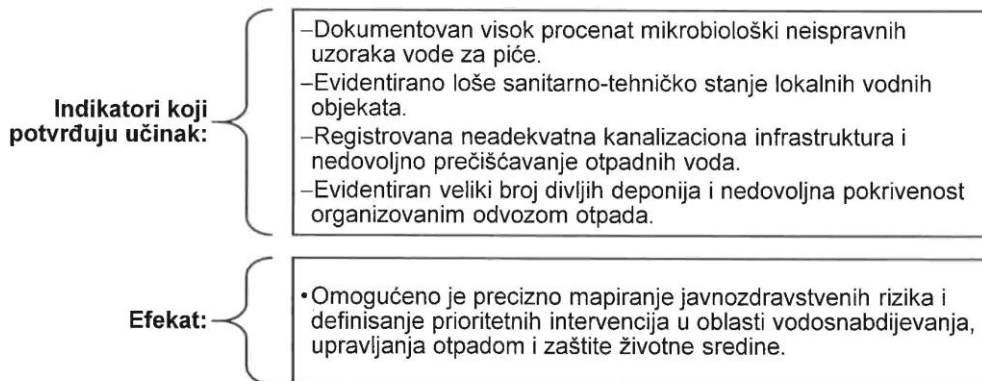 Indikatori koji
potvrđuju učinak:
–Dokumentovan visok procenat mikrobiološki neispravnih
uzoraka vode za piće.
–Evidentirano loše sanitarno-tehničko stanje lokalnih vodnih
objekata.
–Registrovana neadekvatna kanalizaciona infrastruktura i
nedovoljno prečišćavanje otpadnih voda.
–Evidentiran veliki broj divljih deponija i nedovoljna pokrivenost
organizovanim odvozom otpada.
Efekat:
•Omogućeno je precizno mapiranje javnozdravstvenih rizika i
definisanje prioritetnih intervencija u oblasti vodosnabdijevanja,
upravljanja otpadom i zaštite životne sredine.